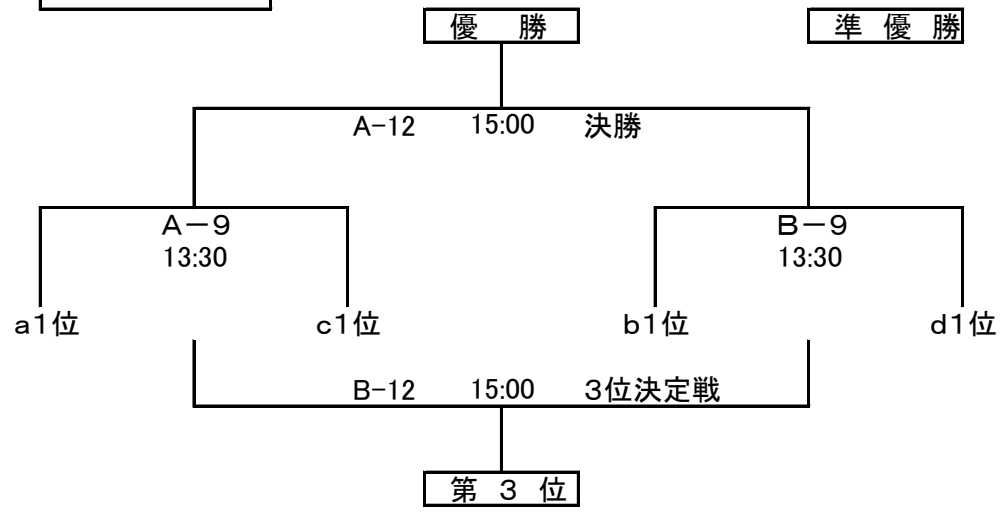 優 勝
準 優 勝
A-12 15:00 決勝
A－9
13:30
B－9
13:30
a1位
c1位
b1位
d1位
B-12 15:00 3位決定戦
第 3 位